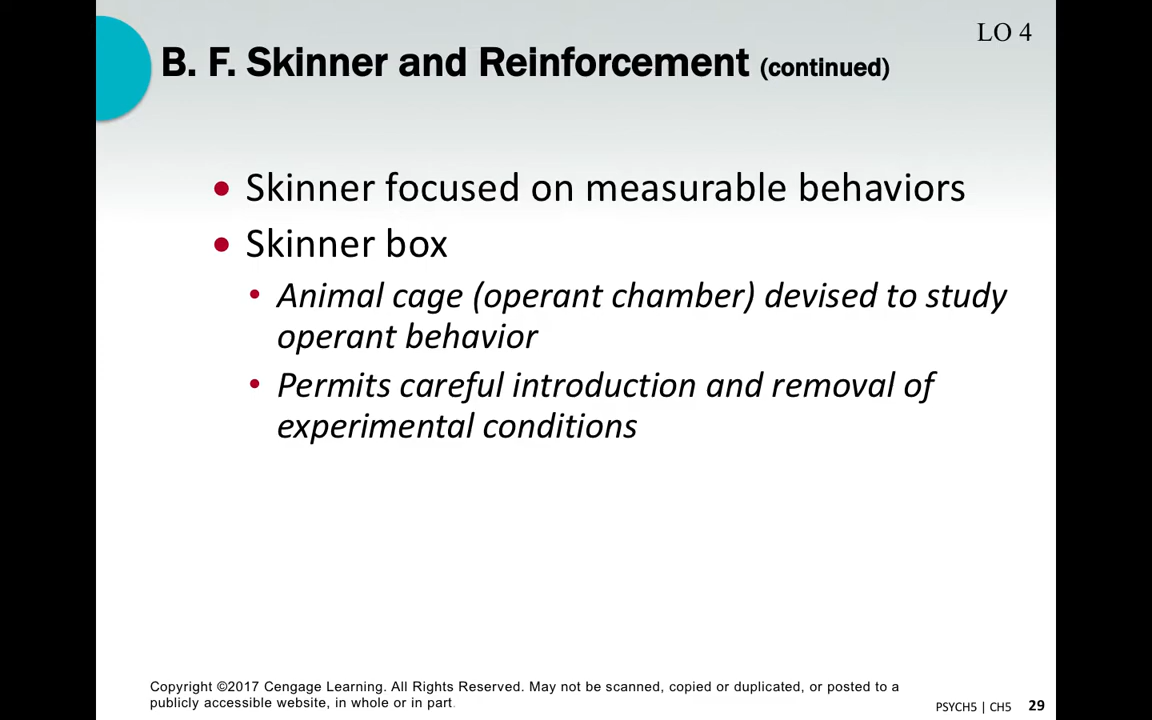 LO 4
B. F. Skinner and Reinforcement (continued)
• Skinner focused on measurable behaviors
• Skinner box
• Animal cage (operant chamber) devised to study
operant behavior
• Permits careful introduction and removal of
experimental conditions
Copyright ©2017 Cengage Learning. All Rights Reserved. May not be scanned, copied or duplicated, or posted to a
publicly accessible website, in whole or in part.
PSYCH5 | CH5 29